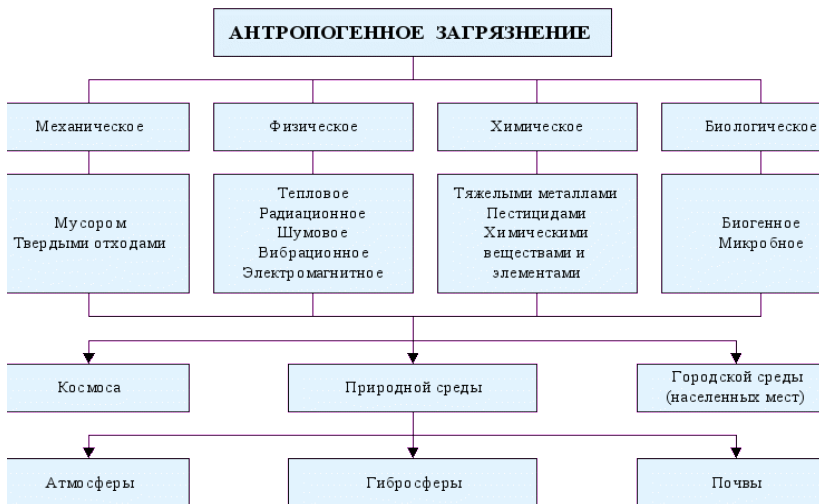 АНТРОПОГЕННОЕ ЗАГРЯЗНЕНИЕ
Механическое
Физическое
Химическое
Биологическое
Мусором
Твердыми отходами
Тепловое
Радиационное
Шумовое
Вибрационное
Электромагнитное
Тяжелыми металлами
Пестицидами
Химическими
веществами и
элементами
Биогенное
Микробное
Космоса
Природной среды
Городской среды
(населенных мест)
Атмосферы
Гибросферы
Почвы